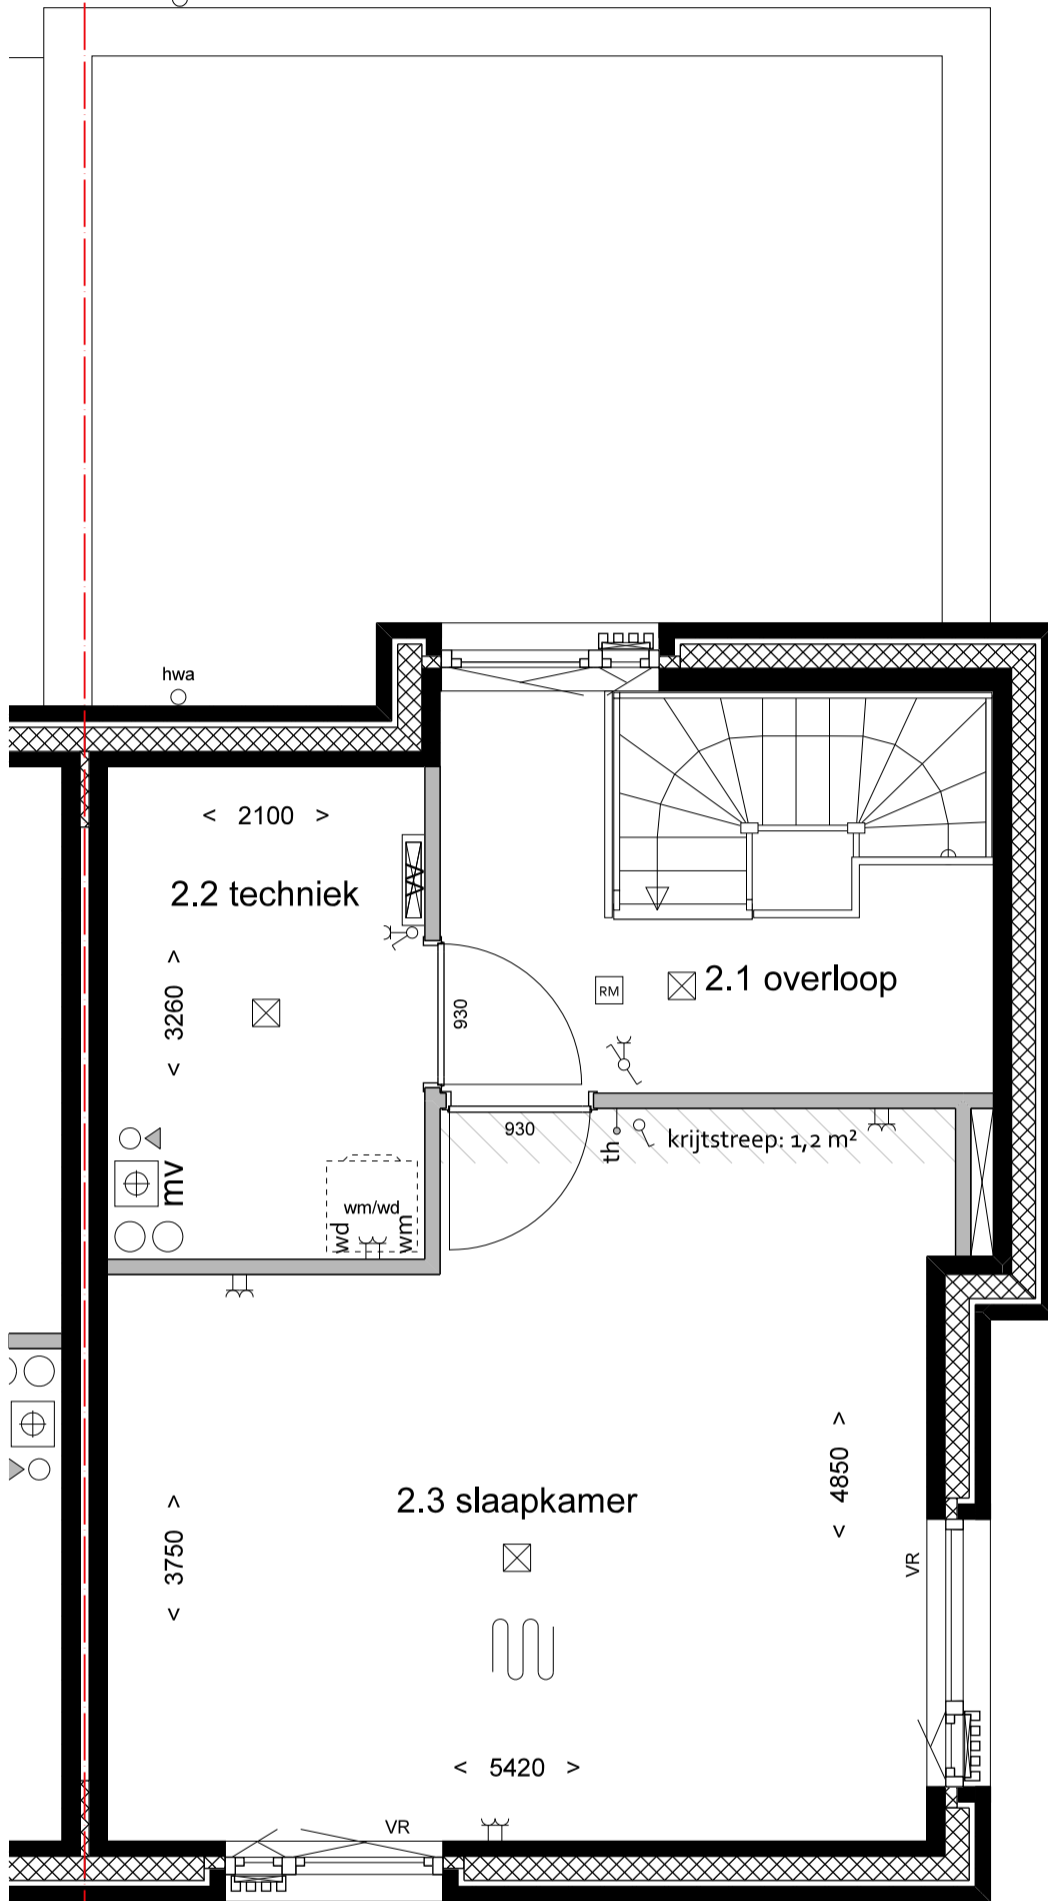 hwa
< 2100 >
2.2 techniek
< 3260 >
930
RM
2.1 overloop
930
th
krijtstreep: 1,2 m²
mv
wm/wd
wd
wm
2.3 slaapkamer
< 4850 >
< 3750 >
VR
< 5420 >
VR